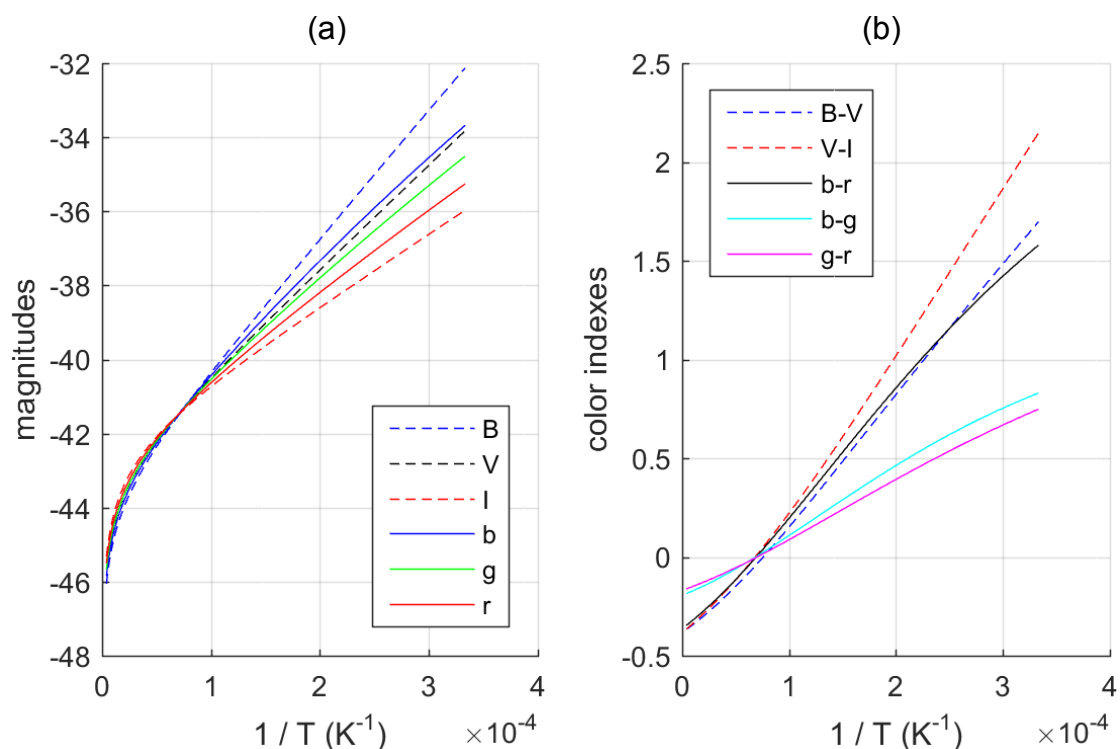 (a)
magnitudes
-32
-34
-36
-38
-40
-42
-44
-46
-48
0
1
2
3
4
×10^-4
1 / T (K^-1)
B
V
I
b
g
r
(b)
color indexes
2.5
2
1.5
1
0.5
0
-0.5
0
1
2
3
4
×10^-4
1 / T (K^-1)
B-V
V-I
b-r
b-g
g-r